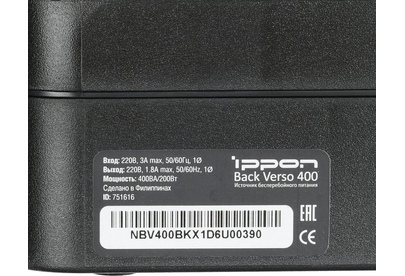 Вход: 220В, 3А max, 50/60Гц, 1Ø
Выход: 220В, 1.8А max, 50/60Hz, 1Ø
Мощность: 400ВА/200Вт
Сделано в Филиппинах
ID: 751616
ippon
Back Verso 400
Источник бесперебойного питания
NBV400BKX1D6U00390
EAC
CE